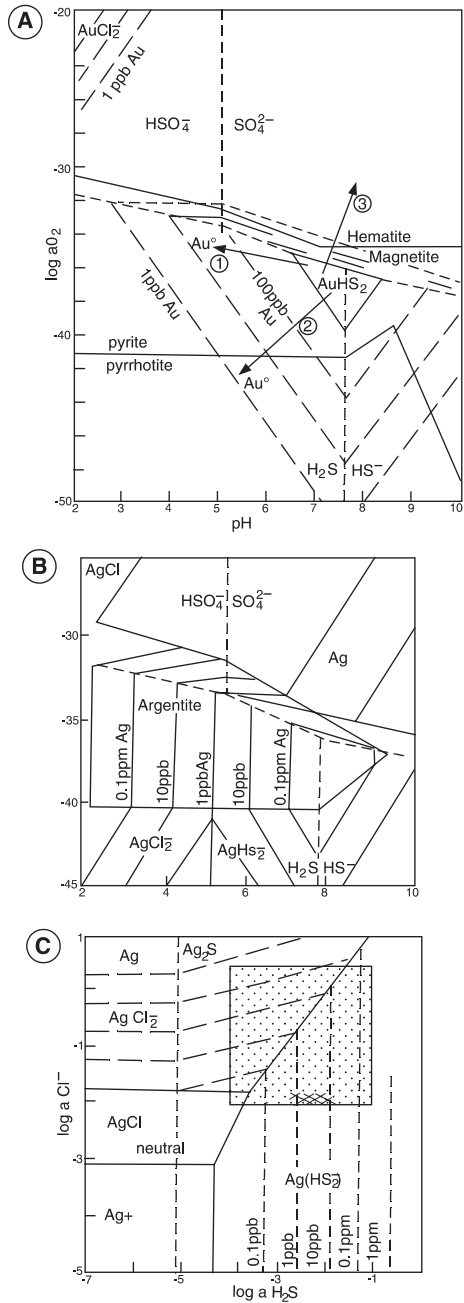 A
-20
AuCl2-
1 ppb Au
HSO4- SO4 2-
-30
3
Hematite
Magnetite
log aO2
Au°
1
AuHS2
100ppb
Au
1ppb Au
2
-40
pyrite
pyrrhotite
Au°
H2S HS-
-50
2 3 4 5 6 7 8 9 10
pH
B
AgCl
HSO4- SO4 2-
-30
Ag
Argentite
-35
0.1ppm Ag
10ppb
1ppbAg
10ppb
0.1ppm Ag
-40
AgCl2-
AgHs2-
H2S HS-
-45
2 4 6 8 10
C
1
Ag
Ag2S
Ag Cl2-
-1
log a Cl-
AgCl
neutral
-3
Ag(HS2-)
Ag+
0.1ppb
1ppb
10ppb
0.1ppm
1ppm
-5
-7 -5 -3 -1
log a H2S